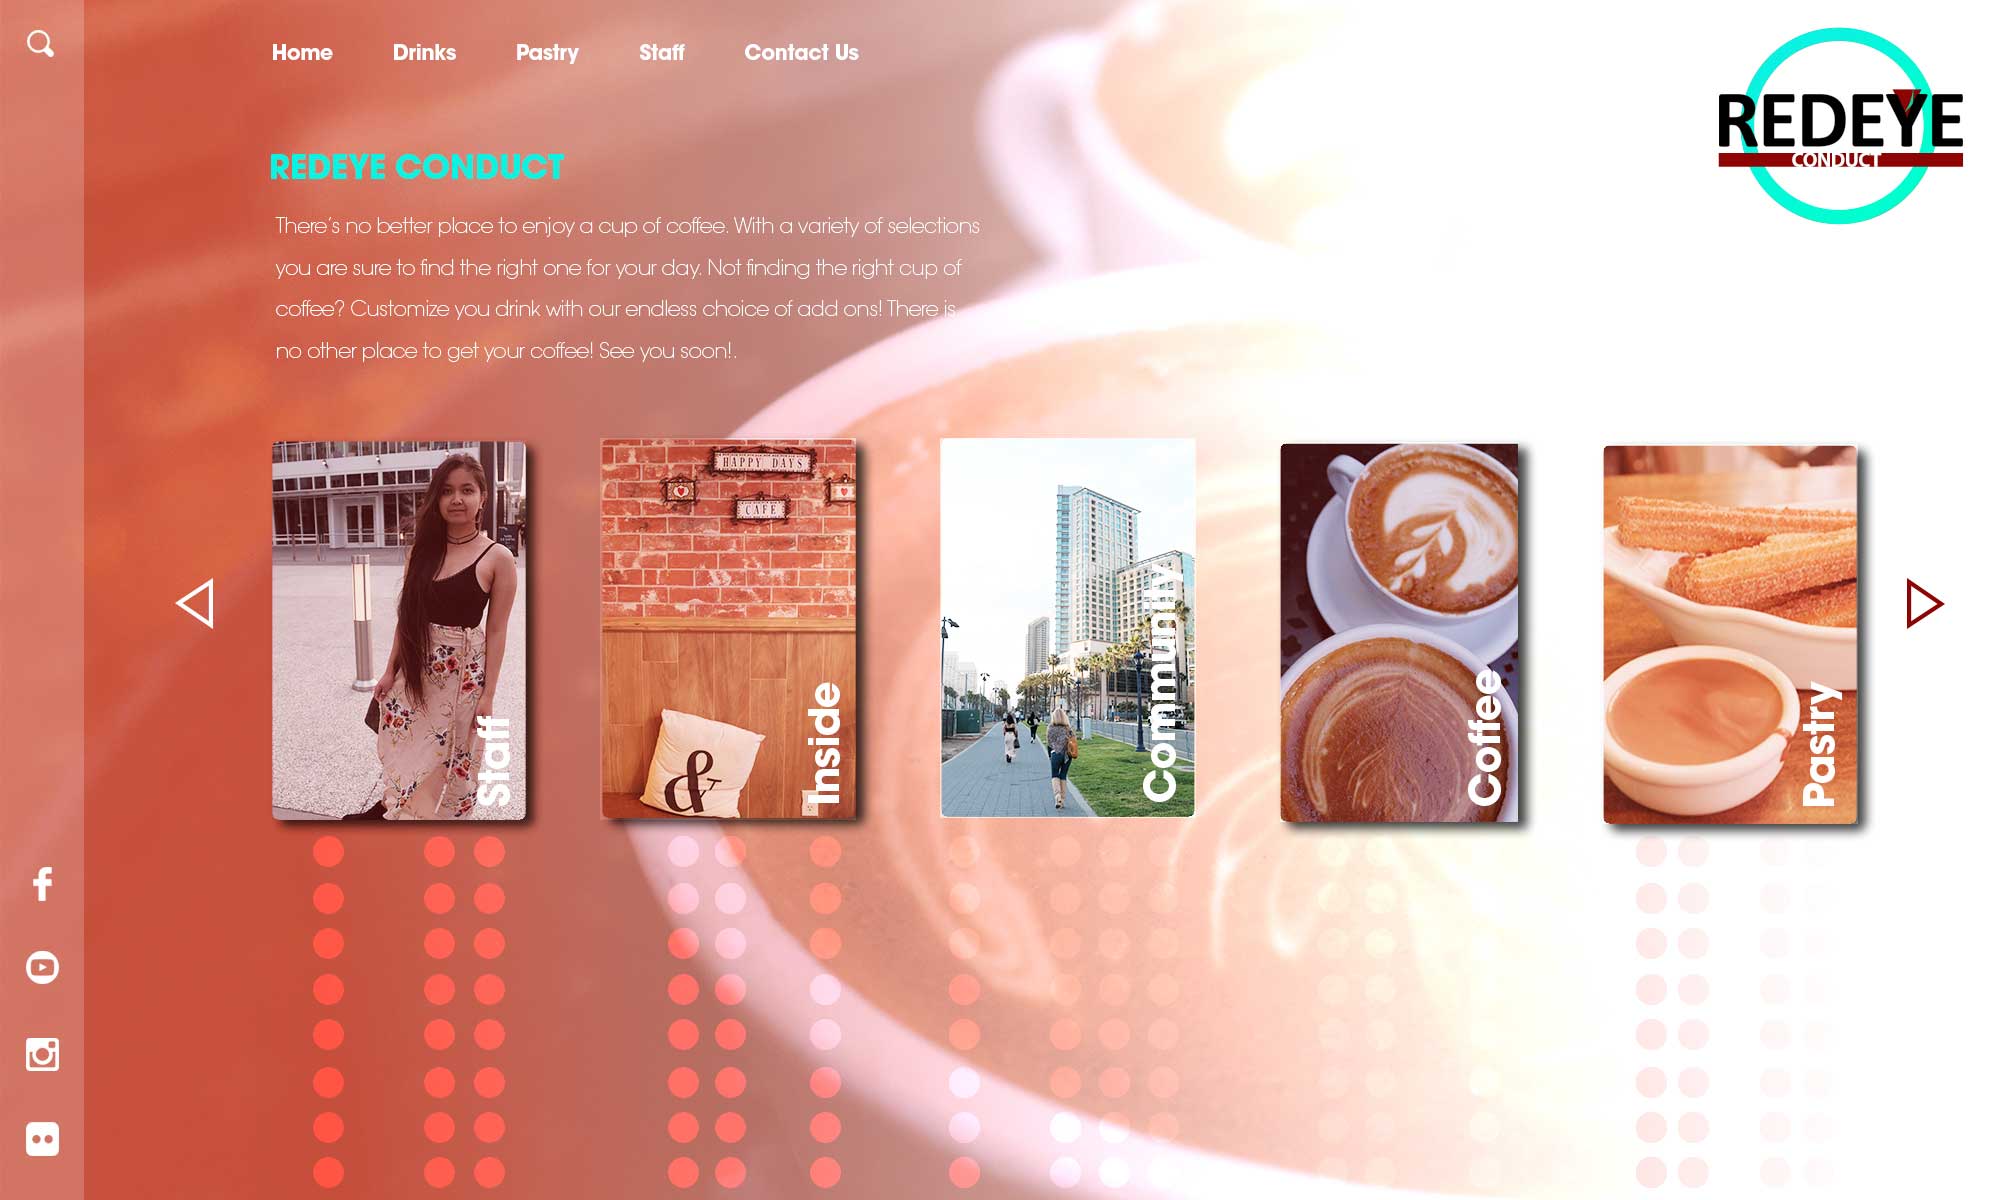 Home Drinks Pastry Staff Contact Us
REDEYE
CONDUCT
REDEYE CONDUCT
There's no better place to enjoy a cup of coffee. With a variety of selections
you are sure to find the right one for your day. Not finding the right cup of
coffee? Customize you drink with our endless choice of add ons! There is
no other place to get your coffee! See you soon!.
HAPPY DAYS
CAFE
&
Staff
Inside
Community
Coffee
Pastry